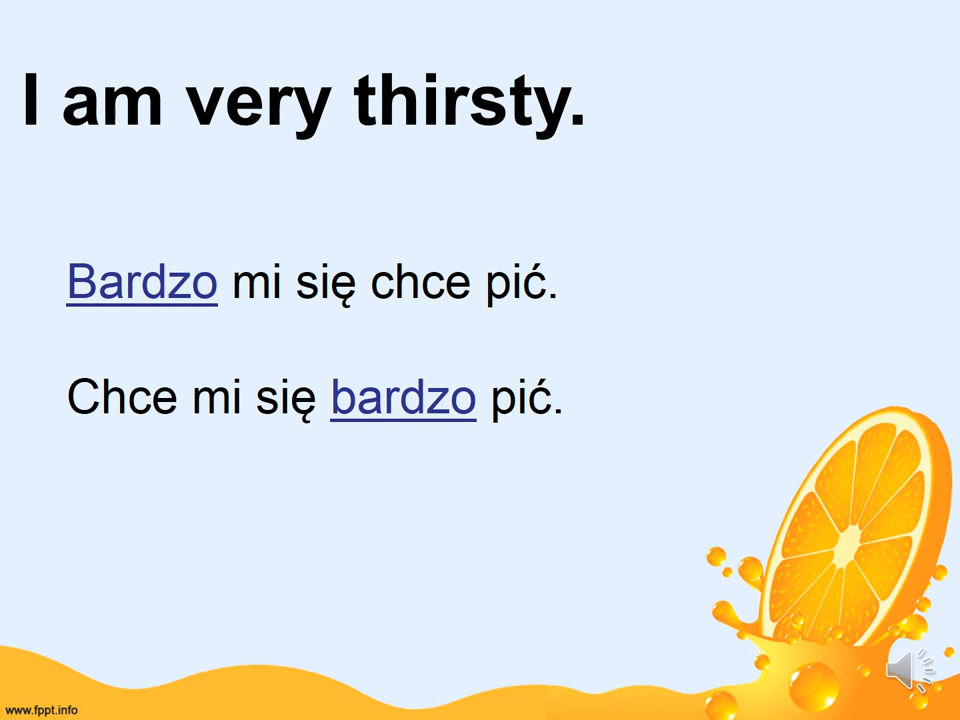 I am very thirsty.
Bardzo mi się chce pić.
Chce mi się bardzo pić.
www.fppt.info